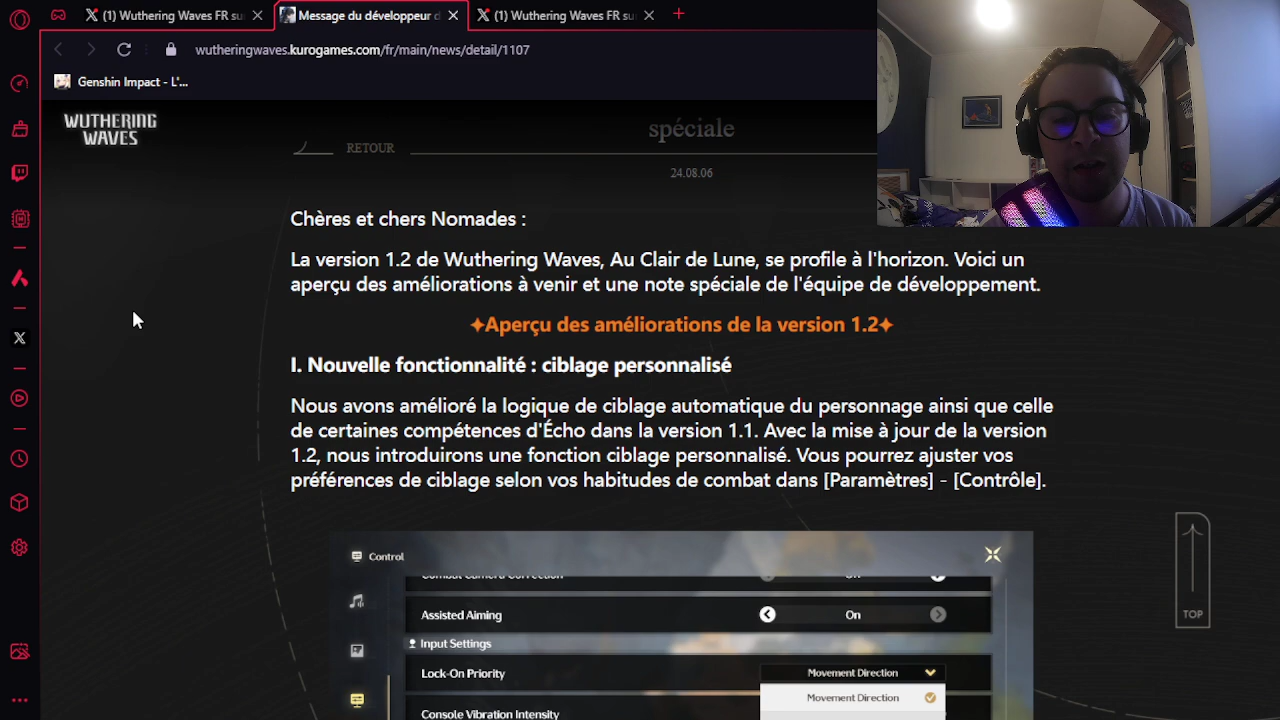 (1) Wuthering Waves FR su
Message du développeur d
(1) Wuthering Waves FR su
wutheringwaves.kurogames.com/fr/main/news/detail/1107
Genshin Impact - L'...
WUTHERING
WAVES
spéciale
RETOUR
24.08.06
Chères et chers Nomades :
La version 1.2 de Wuthering Waves, Au Clair de Lune, se profile à l'horizon. Voici un
aperçu des améliorations à venir et une note spéciale de l'équipe de développement.
✦Aperçu des améliorations de la version 1.2✦
I. Nouvelle fonctionnalité : ciblage personnalisé
Nous avons amélioré la logique de ciblage automatique du personnage ainsi que celle
de certaines compétences d'Écho dans la version 1.1. Avec la mise à jour de la version
1.2, nous introduirons une fonction ciblage personnalisé. Vous pourrez ajuster vos
préférences de ciblage selon vos habitudes de combat dans [Paramètres] - [Contrôle].
Control
Combat Camera Correction
Assisted Aiming
On
Input Settings
Lock-On Priority
Movement Direction
Movement Direction
Console Vibration Intensity
TOP